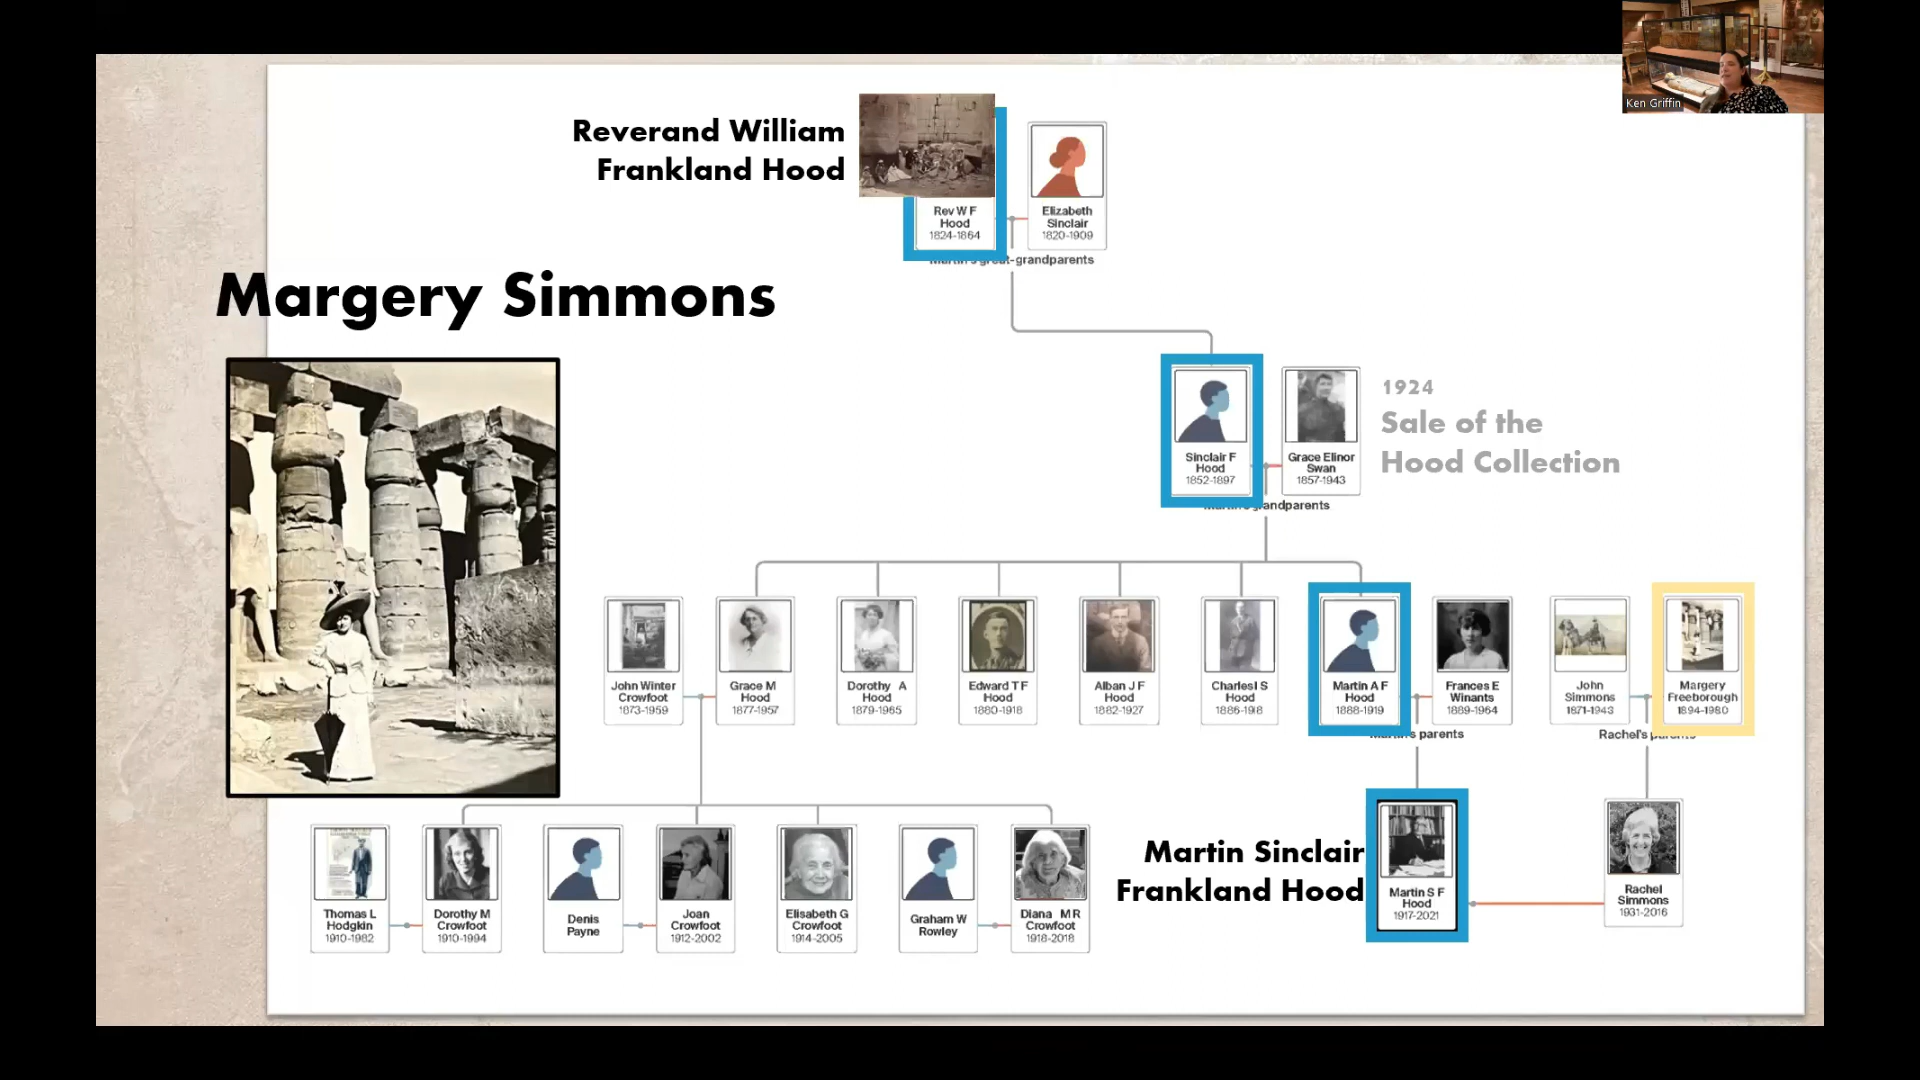 Ken Griffin
Reverand William
Frankland Hood
Rev W F
Hood
1824-1864
Elizabeth
Sinclair
1820-1909
Martin's great-grandparents
Margery Simmons
Sinclair F
Hood
1852-1897
Grace Elinor
Swan
1857-1943
Martin's grandparents
1924
Sale of the
Hood Collection
John Winter
Crowfoot
1873-1959
Grace M
Hood
1877-1957
Dorothy A
Hood
1879-1965
Edward T F
Hood
1880-1918
Alban J F
Hood
1882-1927
Charles I S
Hood
1886-1918
Martin A F
Hood
1888-1919
Frances E
Winants
1889-1964
Martin's parents
John
Simmons
1871-1943
Margery
Freeborough
1894-1980
Rachel's parents
Thomas L
Hodgkin
1910-1982
Dorothy M
Crowfoot
1910-1994
Denis
Payne
Joan
Crowfoot
1912-2002
Elisabeth G
Crowfoot
1914-2005
Graham W
Rowley
Diana M R
Crowfoot
1918-2018
Martin Sinclair
Frankland Hood
Martin S F
Hood
1917-2021
Rachel
Simmons
1931-2016